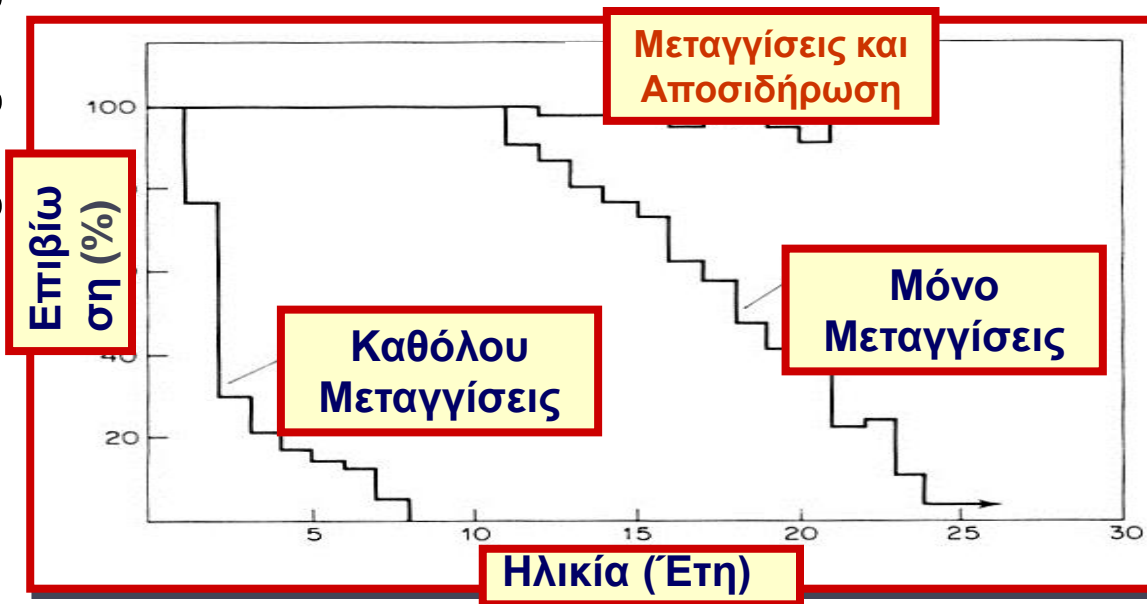 Μεταγγίσεις και
Αποσιδήρωση
100
Επιβίω
ση (%)
Μόνο
Μεταγγίσεις
Καθόλου
Μεταγγίσεις
40
20
5
10
15
20
25
30
Ηλικία (Έτη)